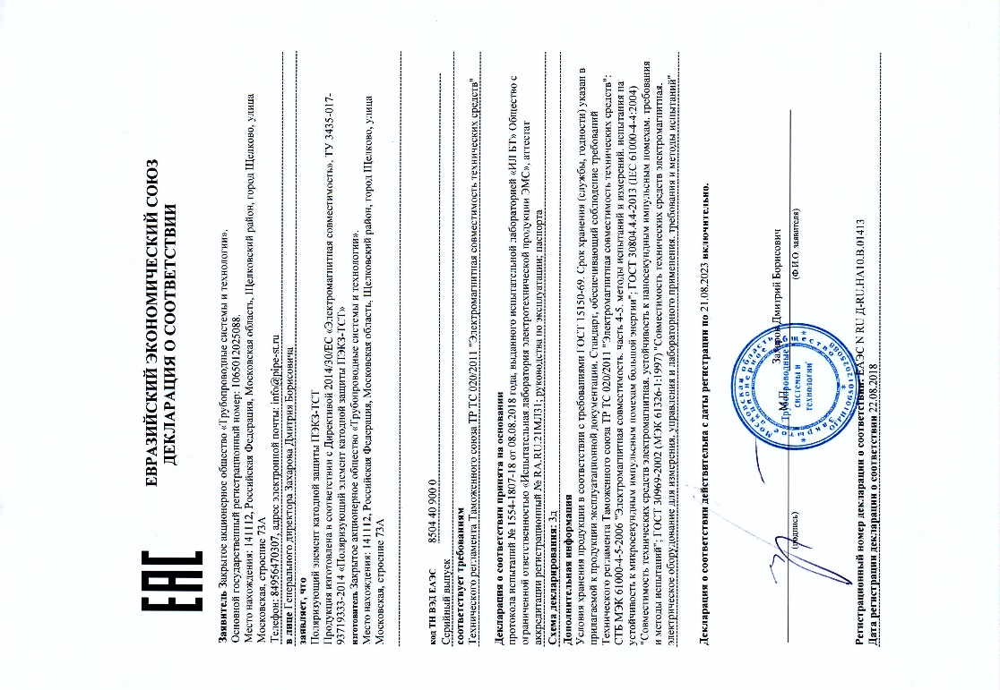 ЕВРАЗИЙСКИЙ ЭКОНОМИЧЕСКИЙ СОЮЗ
ДЕКЛАРАЦИЯ О СООТВЕТСТВИИ
ЕАС
Заявитель Закрытое акционерное общество «Трубопроводные системы и технологии».
Основной государственный регистрационный номер: 1065012025088.
Место нахождения: 141112, Российская Федерация, Московская область, Щелковский район, город Щелково, улица
Московская, строение 73А
Телефон: 84956470307, адрес электронной почты: info@pipe-st.ru
в лице Генерального директора Захарова Дмитрия Борисовича
заявляет, что
Поляризующий элемент катодной защиты ПЭКЗ-ТСТ
Продукция изготовлена в соответствии с Директивой 2014/30/ЕС «Электромагнитная совместимость», ТУ 3435-017-
93719333-2014 «Поляризующий элемент катодной защиты ПЭКЗ-ТСТ»
изготовитель Закрытое акционерное общество «Трубопроводные системы и технологии».
Место нахождения: 141112, Российская Федерация, Московская область, Щелковский район, город Щелково, улица
Московская, строение 73А
код ТН ВЭД ЕАЭС 8504 40 900 0
Серийный выпуск
соответствует требованиям
Технического регламента Таможенного союза ТР ТС 020/2011 "Электромагнитная совместимость технических средств"
Декларация о соответствии принята на основании
протокола испытаний № 1554-1807-18 от 08.08.2018 года, выданного испытательной лабораторией «ИЛ БТ» Общество с
ограниченной ответственностью «Испытательная лаборатория электротехнической продукции ЭМС», аттестат
аккредитации регистрационный № RA.RU.21МЛ31; руководства по эксплуатации; паспорта
Схема декларирования: 3д
Дополнительная информация
Условия хранения продукции в соответствии с требованиями ГОСТ 15150-69. Срок хранения (службы, годности) указан в
прилагаемой к продукции эксплуатационной документации. Стандарт, обеспечивающий соблюдение требований
Технического регламента Таможенного союза ТР ТС 020/2011 "Электромагнитная совместимость технических средств":
СТБ МЭК 61000-4-5-2006 "Электромагнитная совместимость. часть 4-5. методы испытаний и измерений. испытания на
устойчивость к микросекундным импульсным помехам большой энергии"; ГОСТ 30804.4.4-2013 (IEC 61000-4-4:2004)
"Совместимость технических средств электромагнитная. устойчивость к наносекундным импульсным помехам. требования
и методы испытаний"; ГОСТ 30969-2002 (МЭК 61326-1:1997) "Совместимость технических средств электромагнитная.
электрическое оборудование для измерения, управления и лабораторного применения. требования и методы испытаний"
Декларация о соответствии действительна с даты регистрации по 21.08.2023 включительно.
М.П. Захаров Дмитрий Борисович
(подпись) (Ф.И.О. заявителя)
Московская область
Закрытое акционерное общество
ОГРН1065012025088
Трубопроводные
системы и
технологии
Регистрационный номер декларации о соответствии: ЕАЭС N RU Д-RU.НА10.В.01413
Дата регистрации декларации о соответствии 22.08.2018